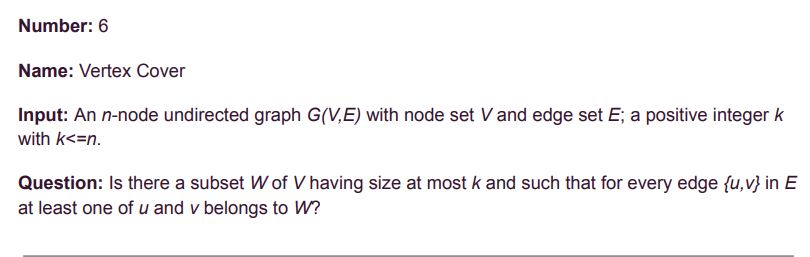 Number: 6
Name: Vertex Cover
Input: An n-node undirected graph G(V,E) with node set V and edge set E; a positive integer k
with k<=n.
Question: Is there a subset W of V having size at most k and such that for every edge {u,v} in E
at least one of u and v belongs to W?